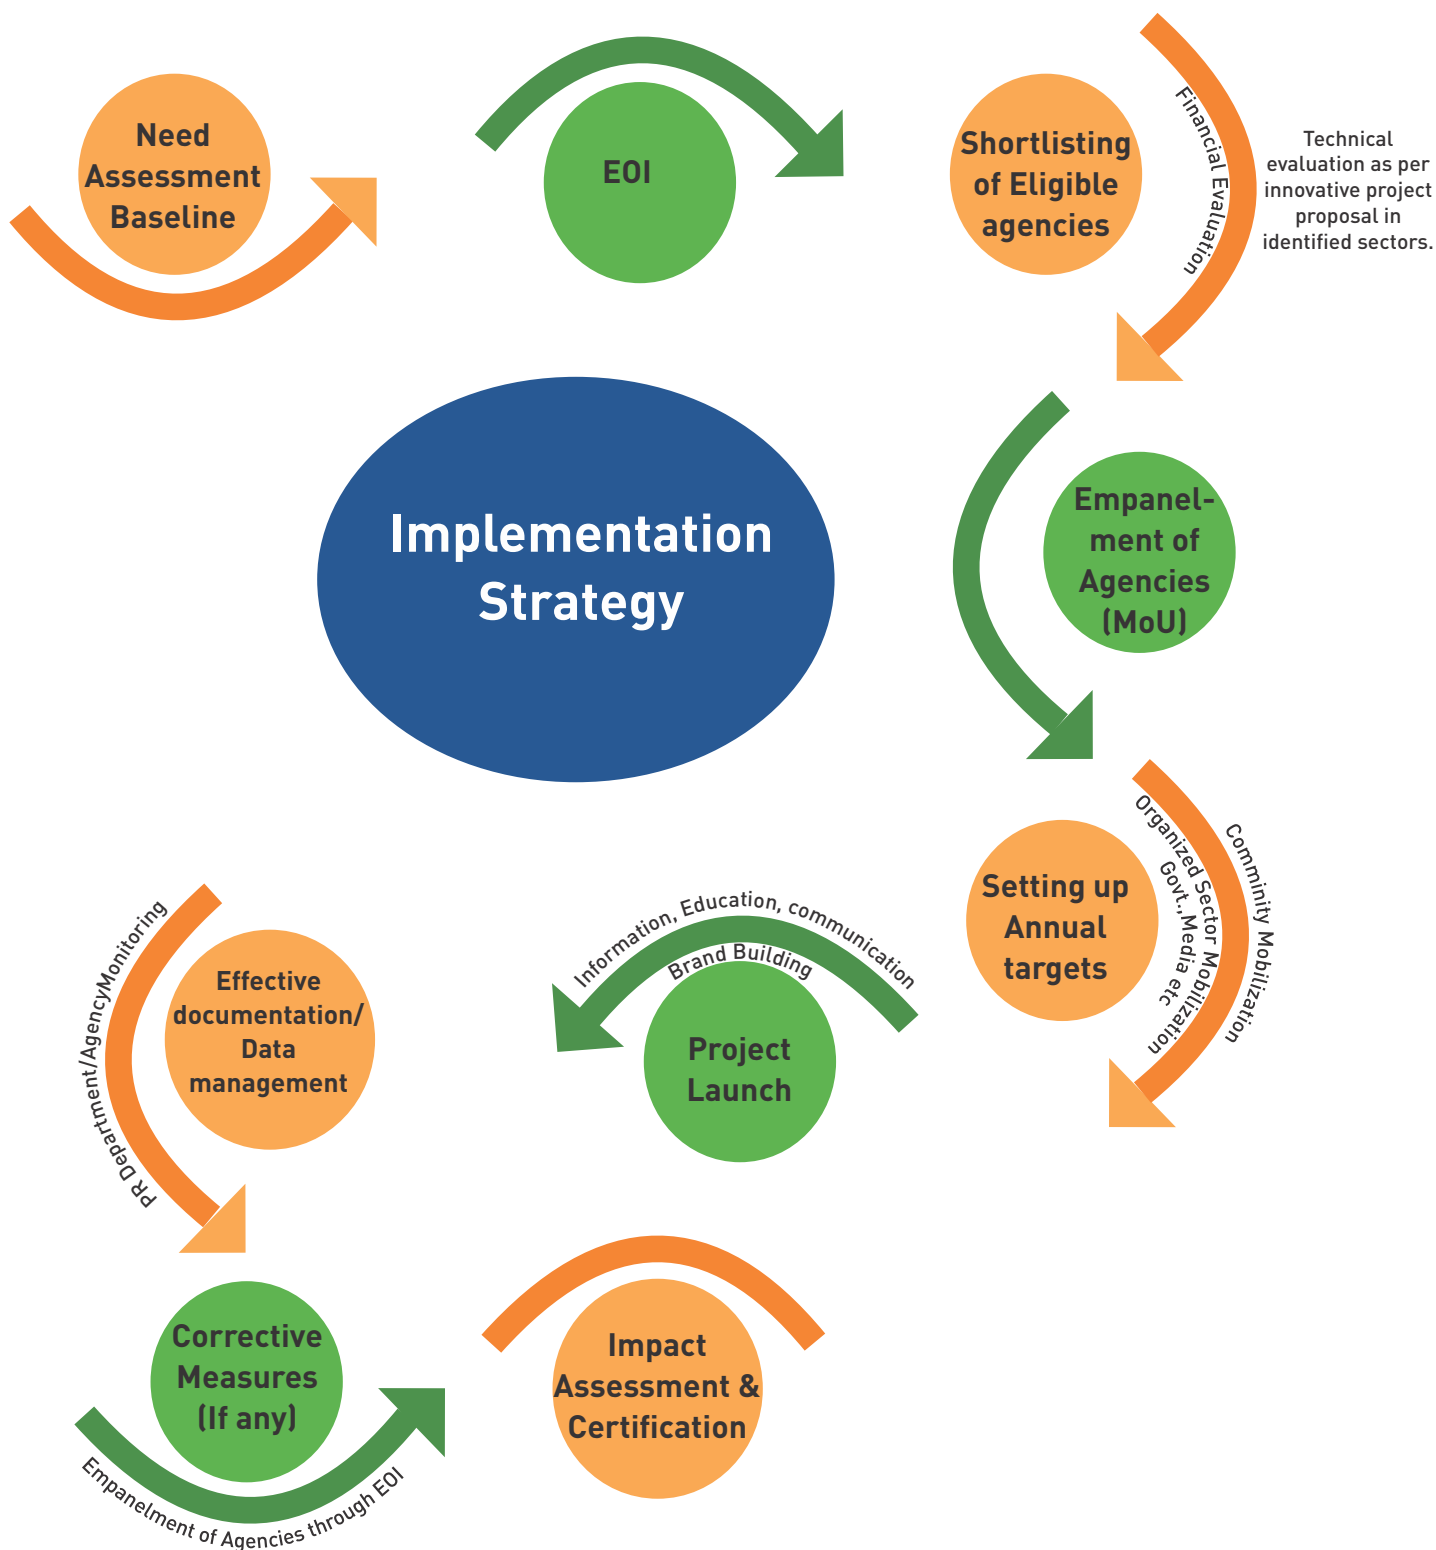 Need
Assessment
Baseline
EOI
Shortlisting
of Eligible
agencies
Financial Evaluation
Technical
evaluation as per
innovative project
proposal in
identified sectors.
Implementation
Strategy
Empanel-
ment of
Agencies
(MoU)
Setting up
Annual
targets
Organized Sector Mobilization
Govt.,Media etc
Comminity Mobilization
Information, Education, communication
Brand Building
Project
Launch
PR Department/AgencyMonitoring
Effective
documentation/
Data
management
Corrective
Measures
(If any)
Empanelment of Agencies through EOI
Impact
Assessment &
Certification